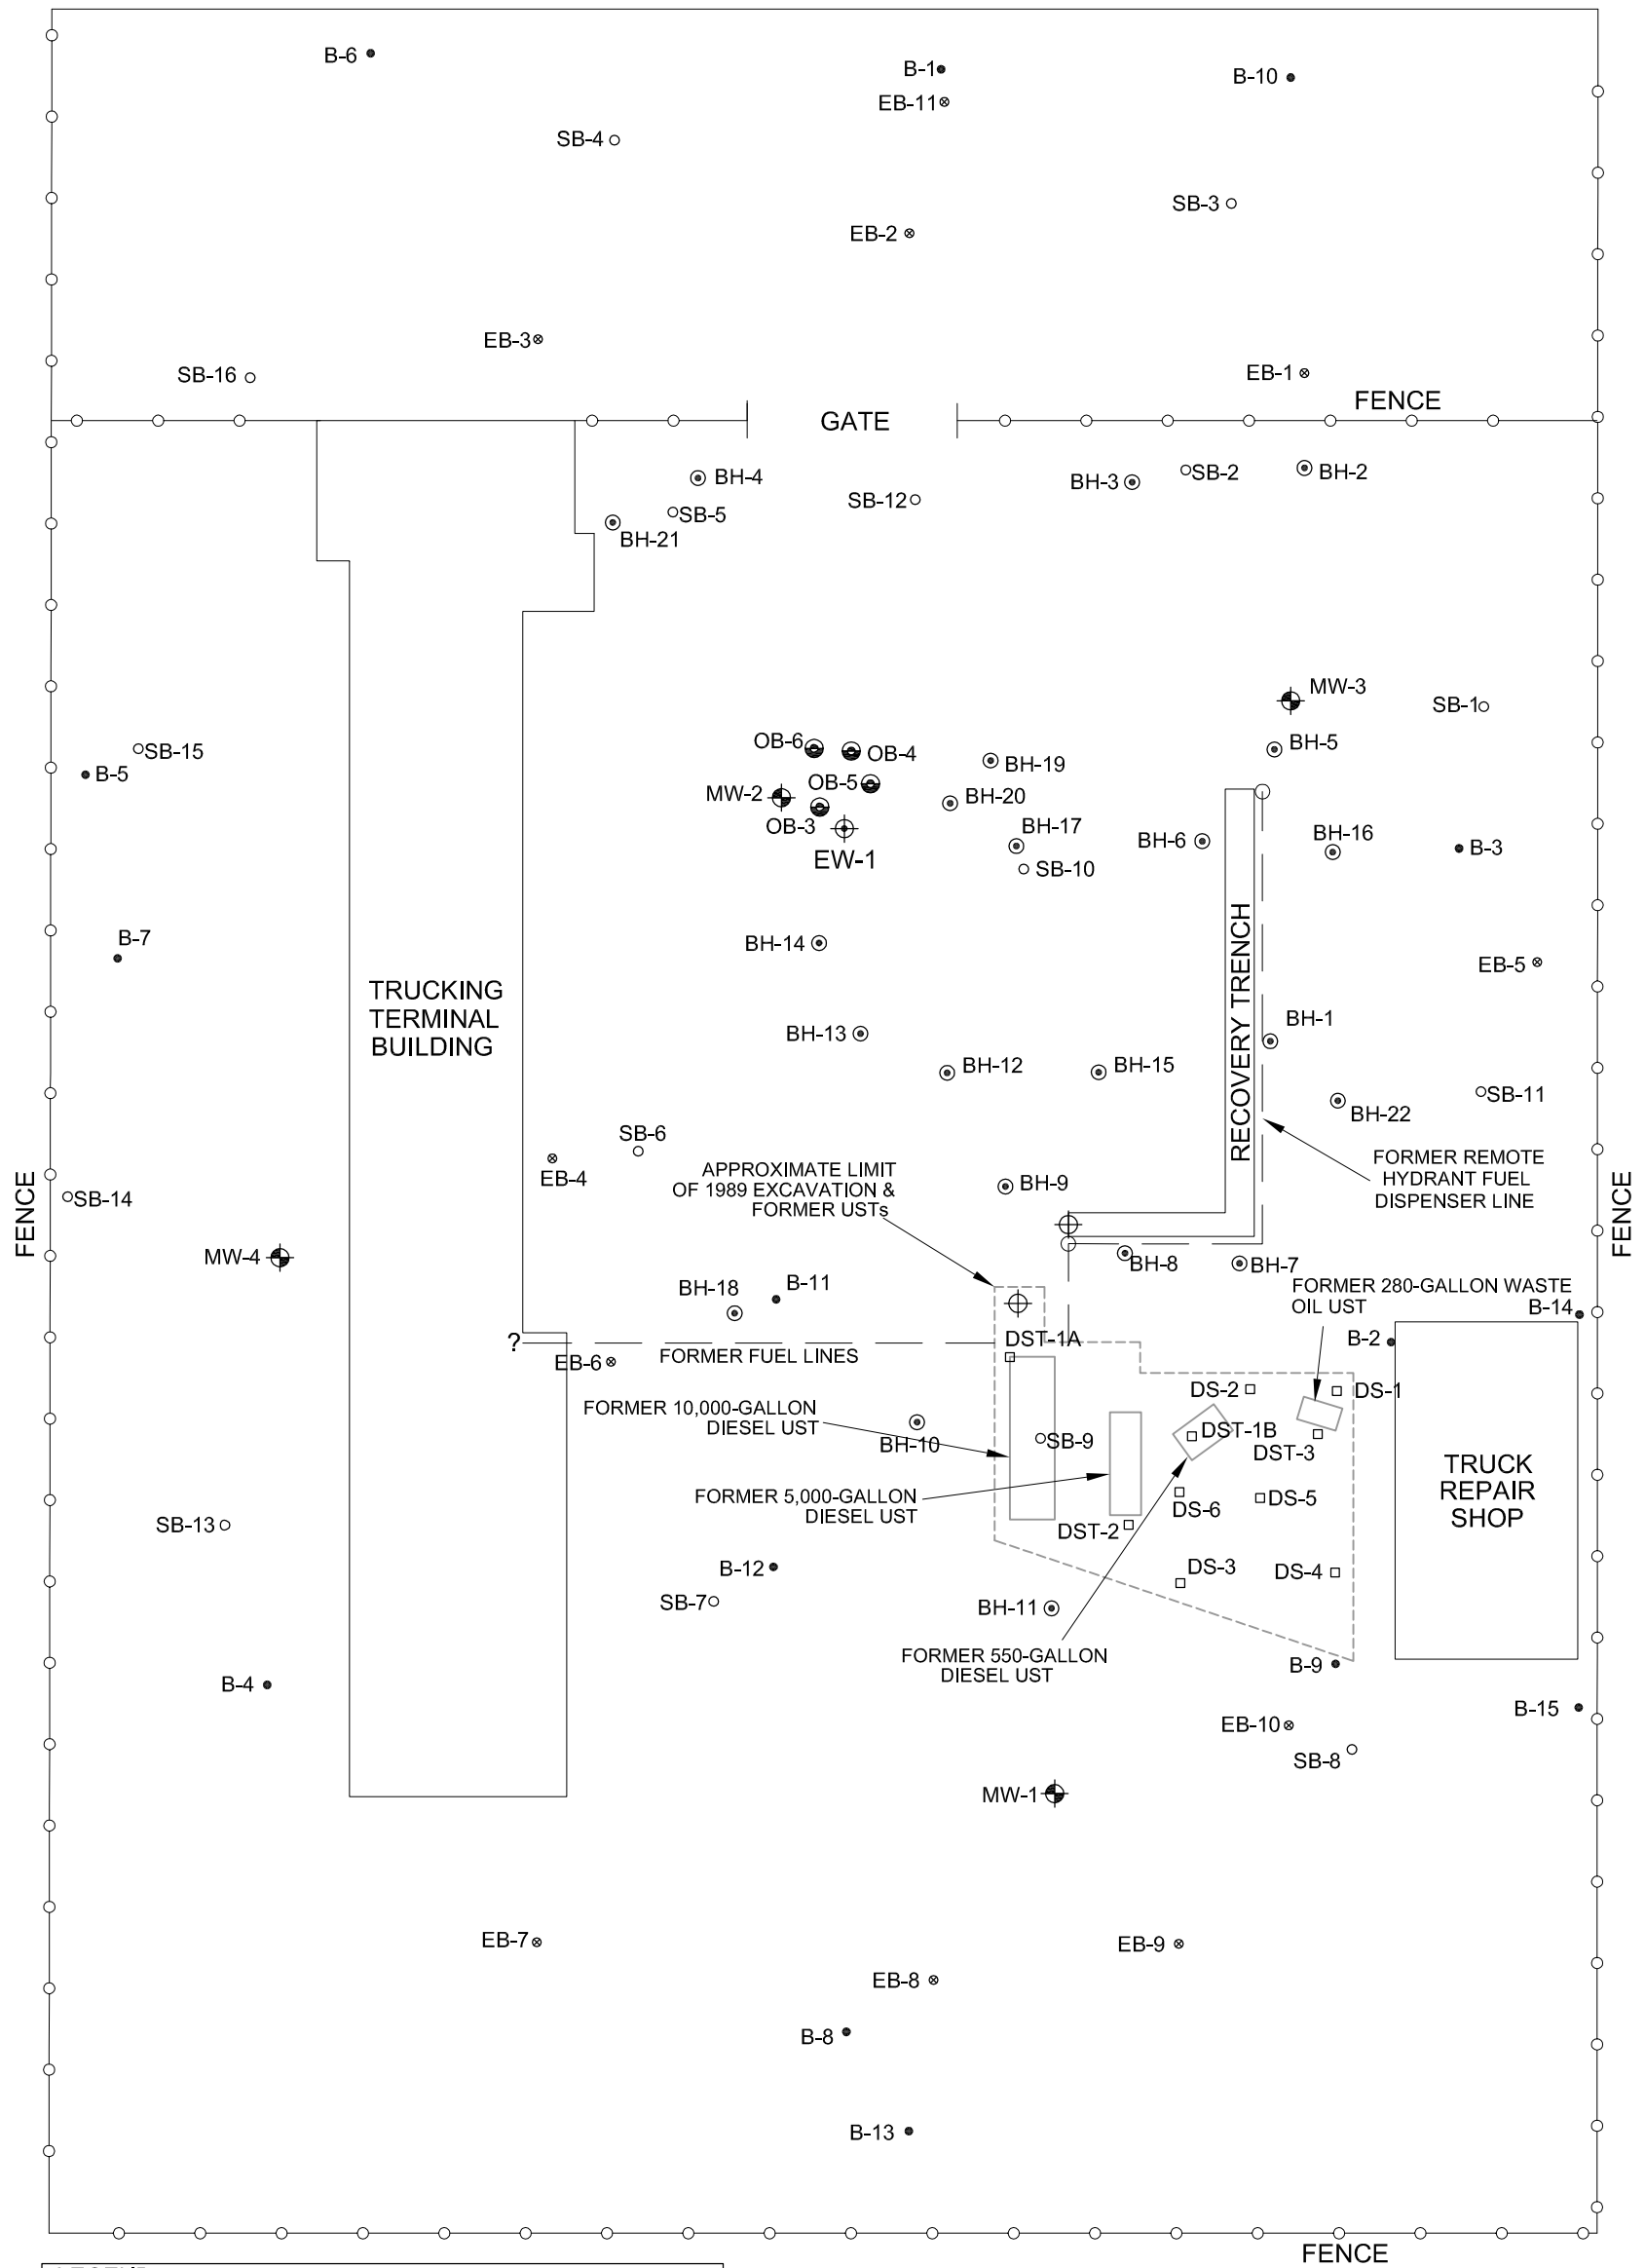 B-6
B-1
B-10
EB-11
SB-4
SB-3
EB-2
EB-3
SB-16
EB-1
FENCE
GATE
BH-4
SB-12
BH-3
SB-2
BH-2
SB-5
BH-21
MW-3
SB-1
SB-15
OB-6
OB-4
BH-19
BH-5
B-5
OB-5
MW-2
BH-20
OB-3
BH-17
EW-1
BH-6
BH-16
B-3
SB-10
B-7
BH-14
RECOVERY TRENCH
EB-5
TRUCKING
TERMINAL
BUILDING
BH-13
BH-1
BH-12
BH-15
SB-11
BH-22
SB-6
EB-4
APPROXIMATE LIMIT
OF 1989 EXCAVATION &
FORMER USTs
BH-9
FORMER REMOTE
HYDRANT FUEL
DISPENSER LINE
FENCE
FENCE
SB-14
MW-4
BH-8
BH-7
BH-18
B-11
FORMER 280-GALLON WASTE
OIL UST
B-14
?
DST-1A
B-2
FORMER FUEL LINES
EB-6
DS-2
DS-1
FORMER 10,000-GALLON
DIESEL UST
BH-10
SB-9
DST-1B
DST-3
TRUCK
REPAIR
SHOP
FORMER 5,000-GALLON
DIESEL UST
DS-6
DS-5
DST-2
SB-13
B-12
DS-3
DS-4
SB-7
BH-11
FORMER 550-GALLON
DIESEL UST
B-9
B-4
B-15
EB-10
SB-8
MW-1
EB-7
EB-9
EB-8
B-8
B-13
FENCE